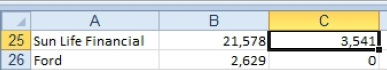 A B C
25 Sun Life Financial 21,578 3,541
26 Ford 2,629 0